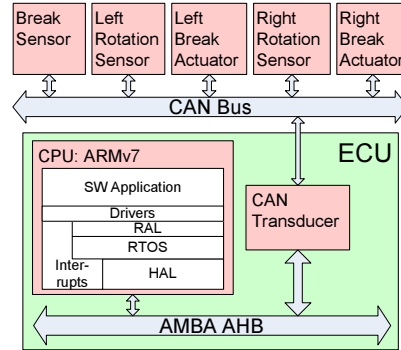 Break
Sensor
Left
Rotation
Sensor
Left
Break
Actuator
Right
Rotation
Sensor
Right
Break
Actuator
CAN Bus
ECU
CPU: ARMv7
SW Application
Drivers
RAL
RTOS
Inter-
rupts
HAL
CAN
Transducer
AMBA AHB